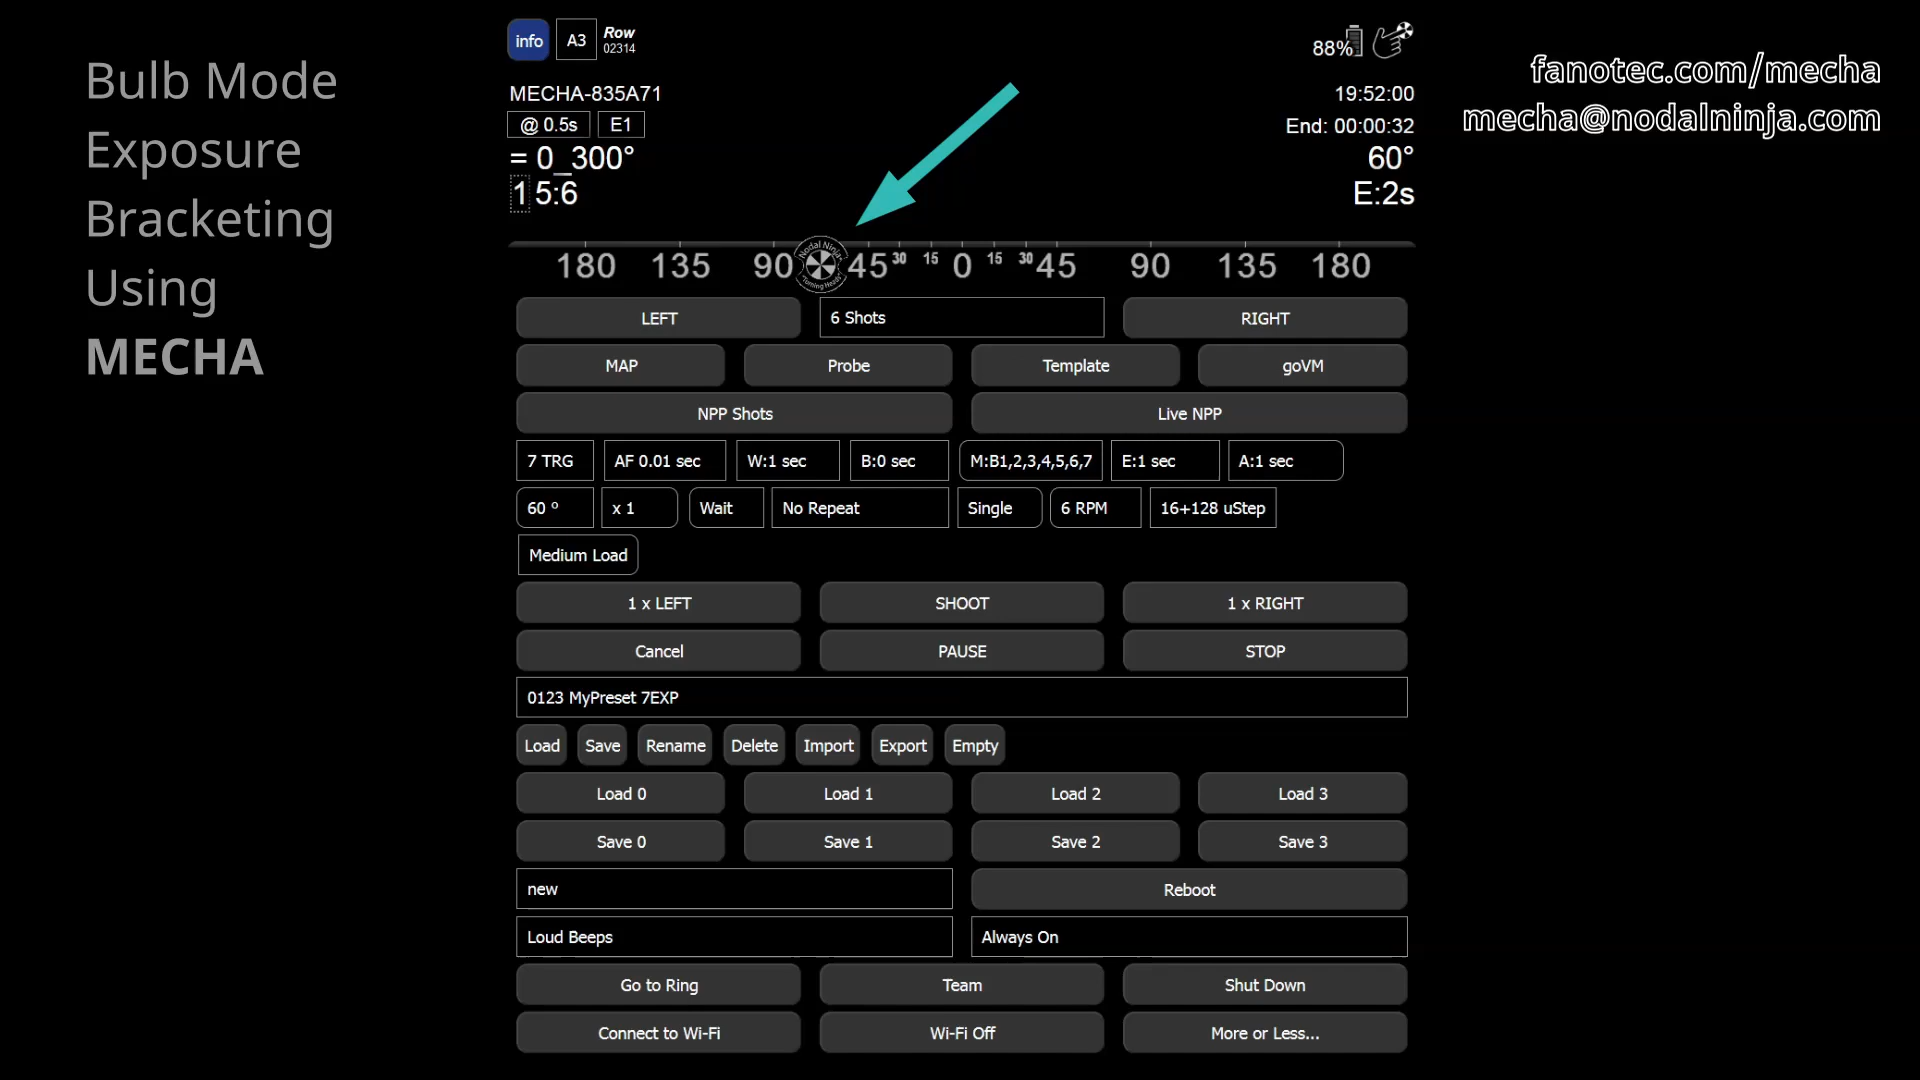 Bulb Mode
Exposure
Bracketing
Using
MECHA
info A3 Row
02314
88%
MECHA-835A71 19:52:00
@ 0.5s E1 End: 00:00:32
= 0_300° 60°
1 5:6 E:2s
180 135 90 45 30 15 0 15 30 45 90 135 180
Nodal Ninja
LEFT 6 Shots RIGHT
MAP Probe Template goVM
NPP Shots Live NPP
7 TRG AF 0.01 sec W:1 sec B:0 sec M:B1,2,3,4,5,6,7 E:1 sec A:1 sec
60 º x 1 Wait No Repeat Single 6 RPM 16+128 uStep
Medium Load
1 x LEFT SHOOT 1 x RIGHT
Cancel PAUSE STOP
0123 MyPreset 7EXP
Load Save Rename Delete Import Export Empty
Load 0 Load 1 Load 2 Load 3
Save 0 Save 1 Save 2 Save 3
new Reboot
Loud Beeps Always On
Go to Ring Team Shut Down
Connect to Wi-Fi Wi-Fi Off More or Less...
fanotec.com/mecha
mecha@nodalninja.com